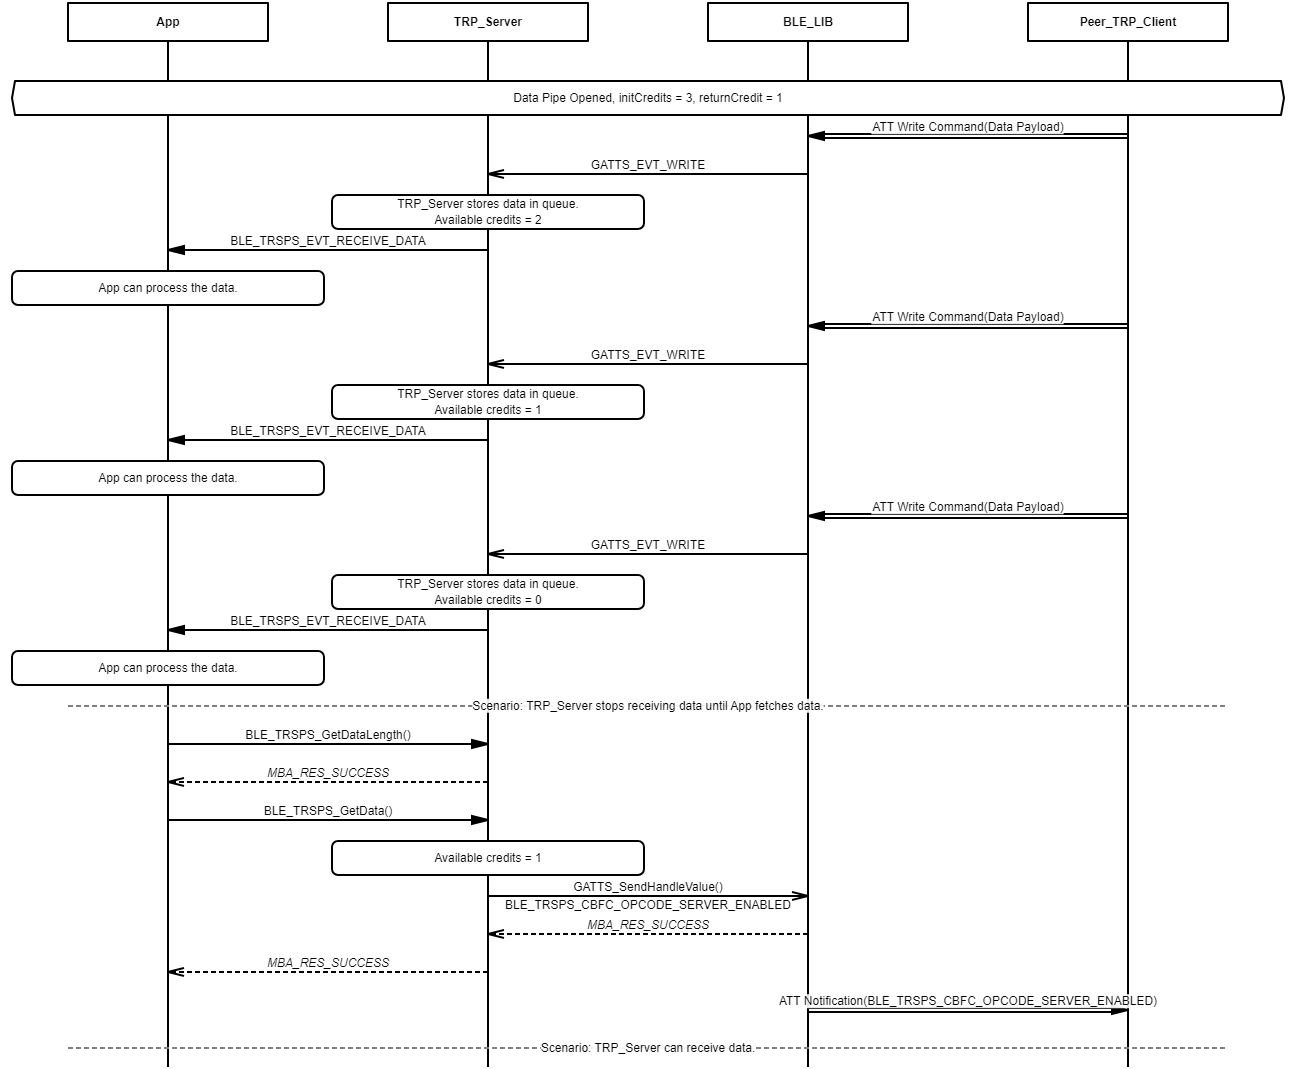 App
TRP_Server
BLE_LIB
Peer_TRP_Client
Data Pipe Opened, initCredits = 3, returnCredit = 1
ATT Write Command(Data Payload)
GATTS_EVT_WRITE
TRP_Server stores data in queue.
Available credits = 2
BLE_TRSPS_EVT_RECEIVE_DATA
App can process the data.
ATT Write Command(Data Payload)
GATTS_EVT_WRITE
TRP_Server stores data in queue.
Available credits = 1
BLE_TRSPS_EVT_RECEIVE_DATA
App can process the data.
ATT Write Command(Data Payload)
GATTS_EVT_WRITE
TRP_Server stores data in queue.
Available credits = 0
BLE_TRSPS_EVT_RECEIVE_DATA
App can process the data.
Scenario: TRP_Server stops receiving data until App fetches data.
BLE_TRSPS_GetDataLength()
MBA_RES_SUCCESS
BLE_TRSPS_GetData()
Available credits = 1
GATTS_SendHandleValue()
BLE_TRSPS_CBFC_OPCODE_SERVER_ENABLED
MBA_RES_SUCCESS
MBA_RES_SUCCESS
ATT Notification(BLE_TRSPS_CBFC_OPCODE_SERVER_ENABLED)
Scenario: TRP_Server can receive data.